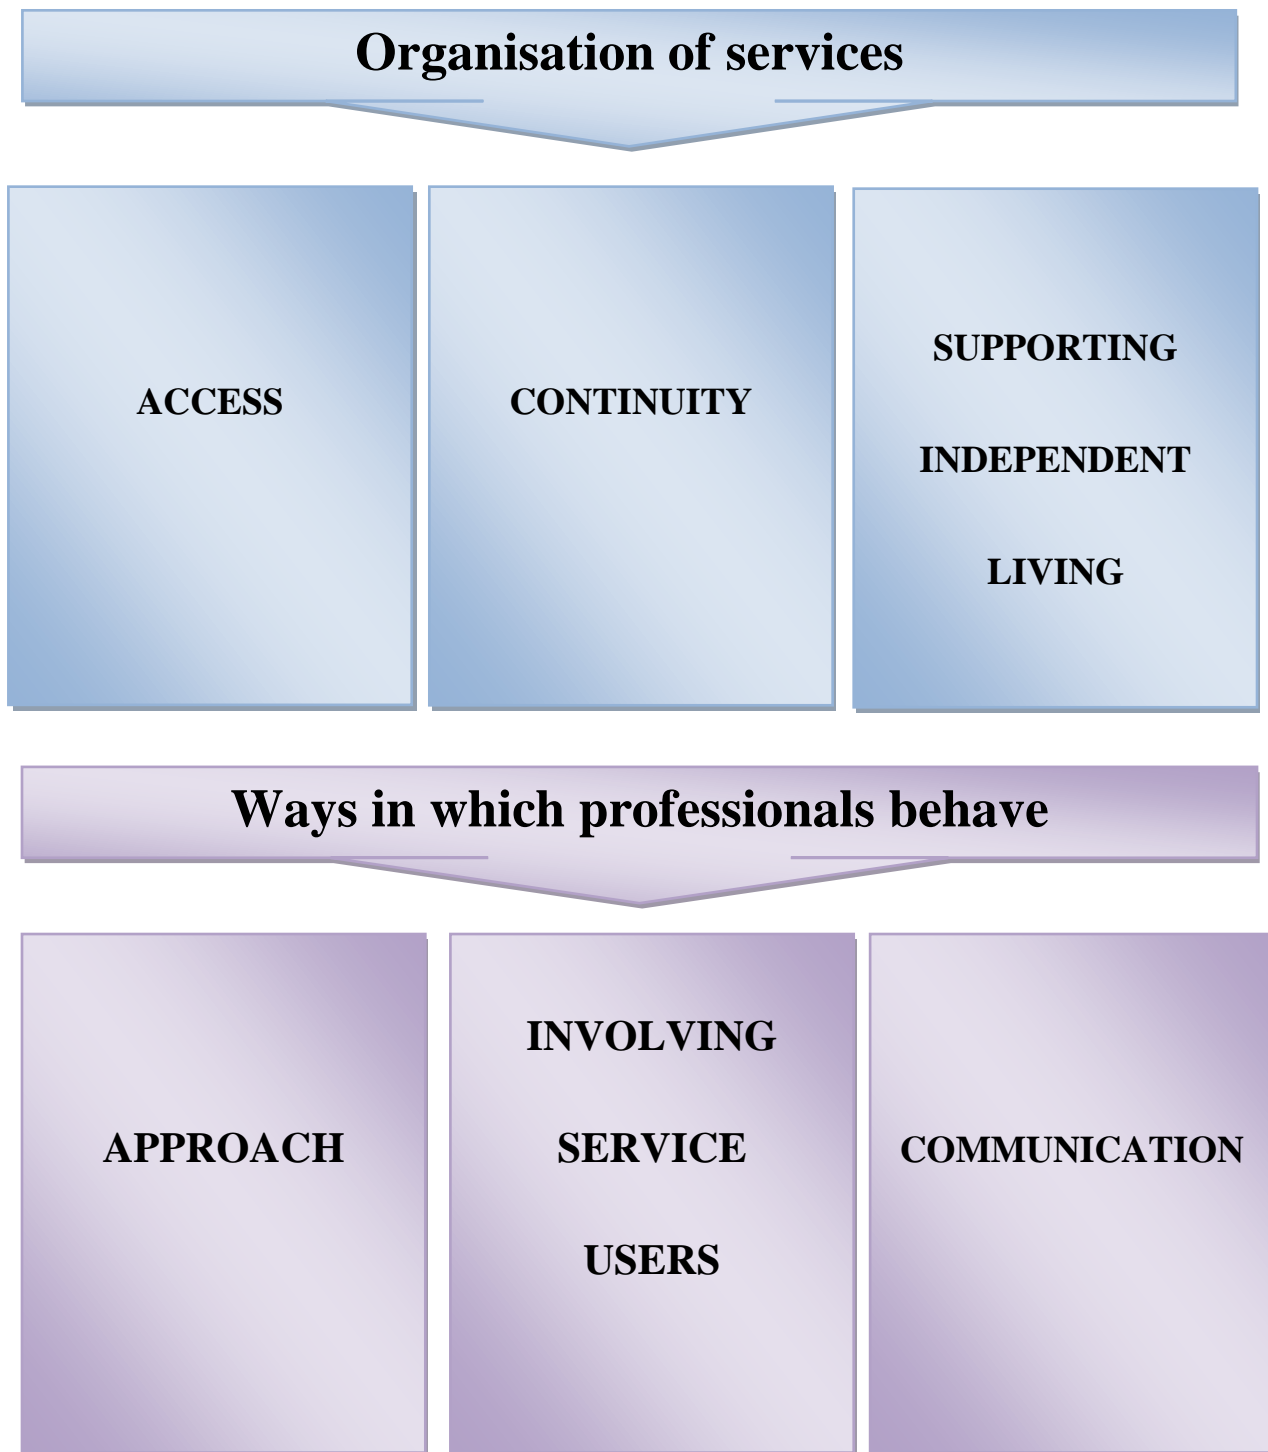 Organisation of services
ACCESS
CONTINUITY
SUPPORTING
INDEPENDENT
LIVING
Ways in which professionals behave
APPROACH
INVOLVING
SERVICE
USERS
COMMUNICATION